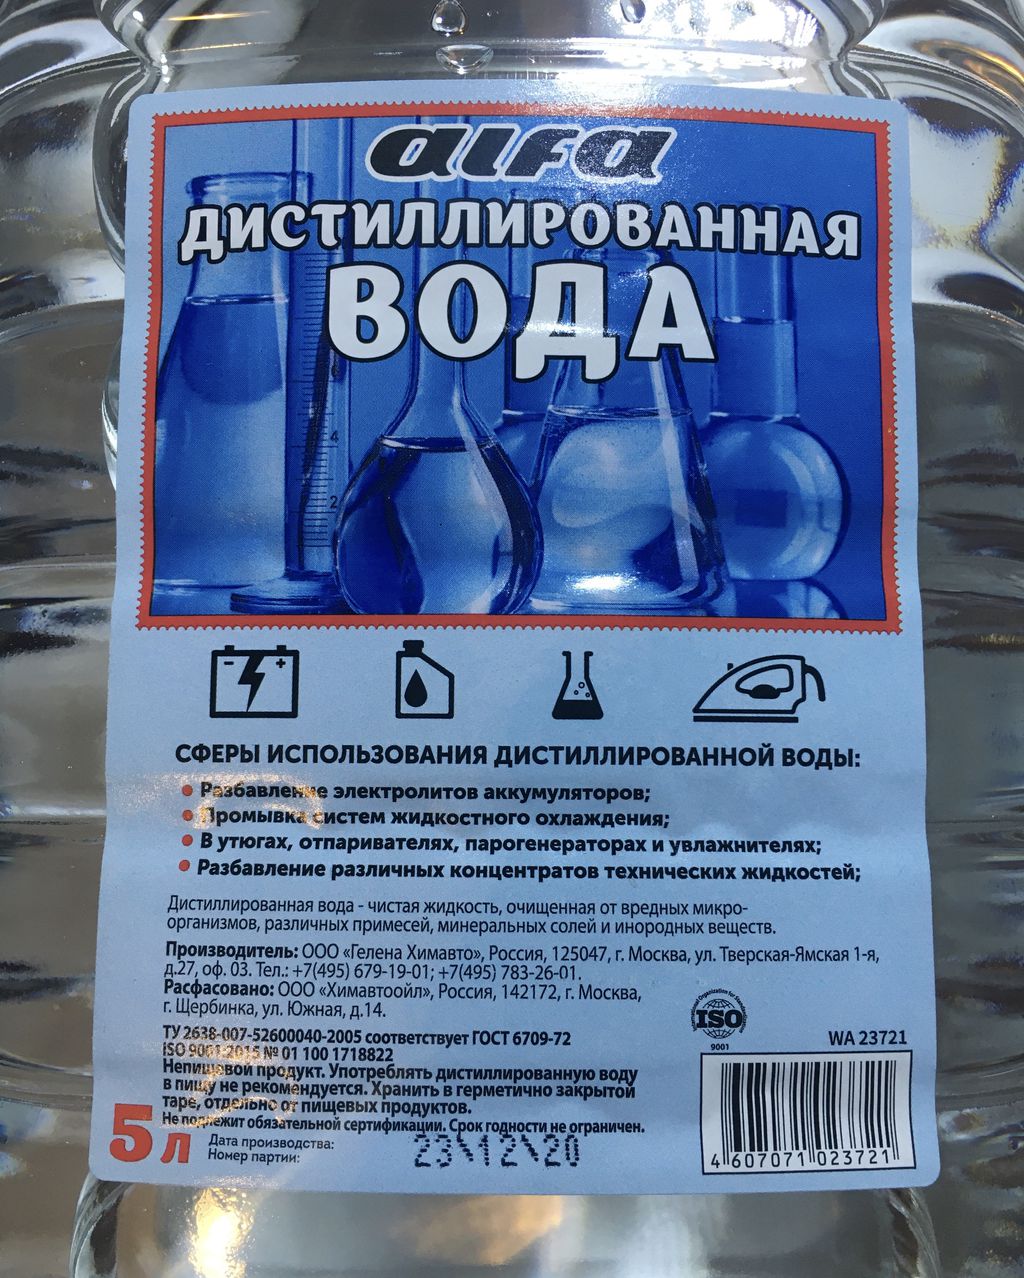 alfa
ДИСТИЛЛИРОВАННАЯ
ВОДА
4
2
СФЕРЫ ИСПОЛЬЗОВАНИЯ ДИСТИЛЛИРОВАННОЙ ВОДЫ:
• Разбавление электролитов аккумуляторов;
• Промывка систем жидкостного охлаждения;
• В утюгах, отпаривателях, парогенераторах и увлажнителях;
• Разбавление различных концентратов технических жидкостей;
Дистиллированная вода - чистая жидкость, очищенная от вредных микро-
организмов, различных примесей, минеральных солей и инородных веществ.
Производитель: ООО «Гелена Химавто», Россия, 125047, г. Москва, ул. Тверская-Ямская 1-я,
д.27, оф. 03. Тел.: +7(495) 679-19-01; +7(495) 783-26-01.
Расфасовано: ООО «Химавтооил», Россия, 142172, г. Москва,
г. Щербинка, ул. Южная, д.14.
ТУ 2638-007-52600040-2005 соответствует ГОСТ 6709-72
ISO 9001-2015 № 01 100 1718822
Непищевой продукт. Употреблять дистиллированную воду
в пищу не рекомендуется. Хранить в герметично закрытой
таре, отдельно от пищевых продуктов.
Не подлежит обязательной сертификации. Срок годности не ограничен.
5 л
Дата производства:
Номер партии:
23\12\20
International Organization for
ISO
9001
WA 23721
4 607071 023721